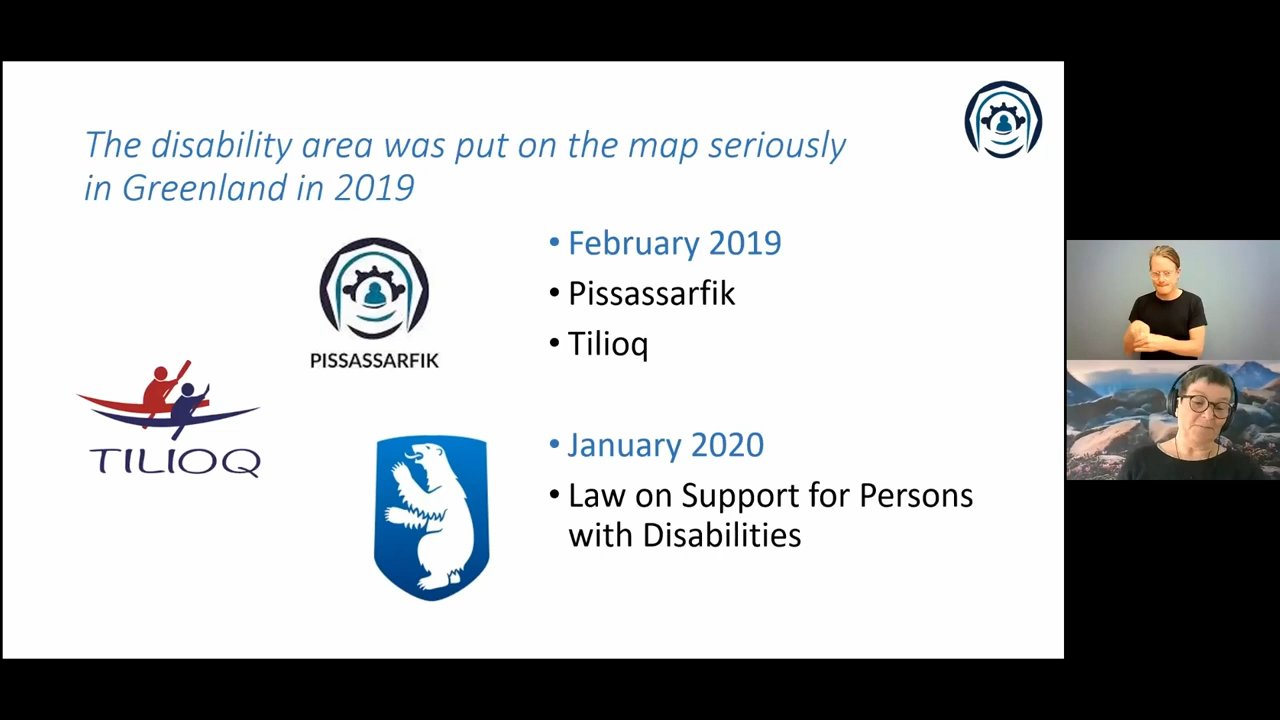 The disability area was put on the map seriously
in Greenland in 2019
PISSASSARFIK
TILIOQ
• February 2019
• Pissassarfik
• Tilioq
• January 2020
• Law on Support for Persons
with Disabilities